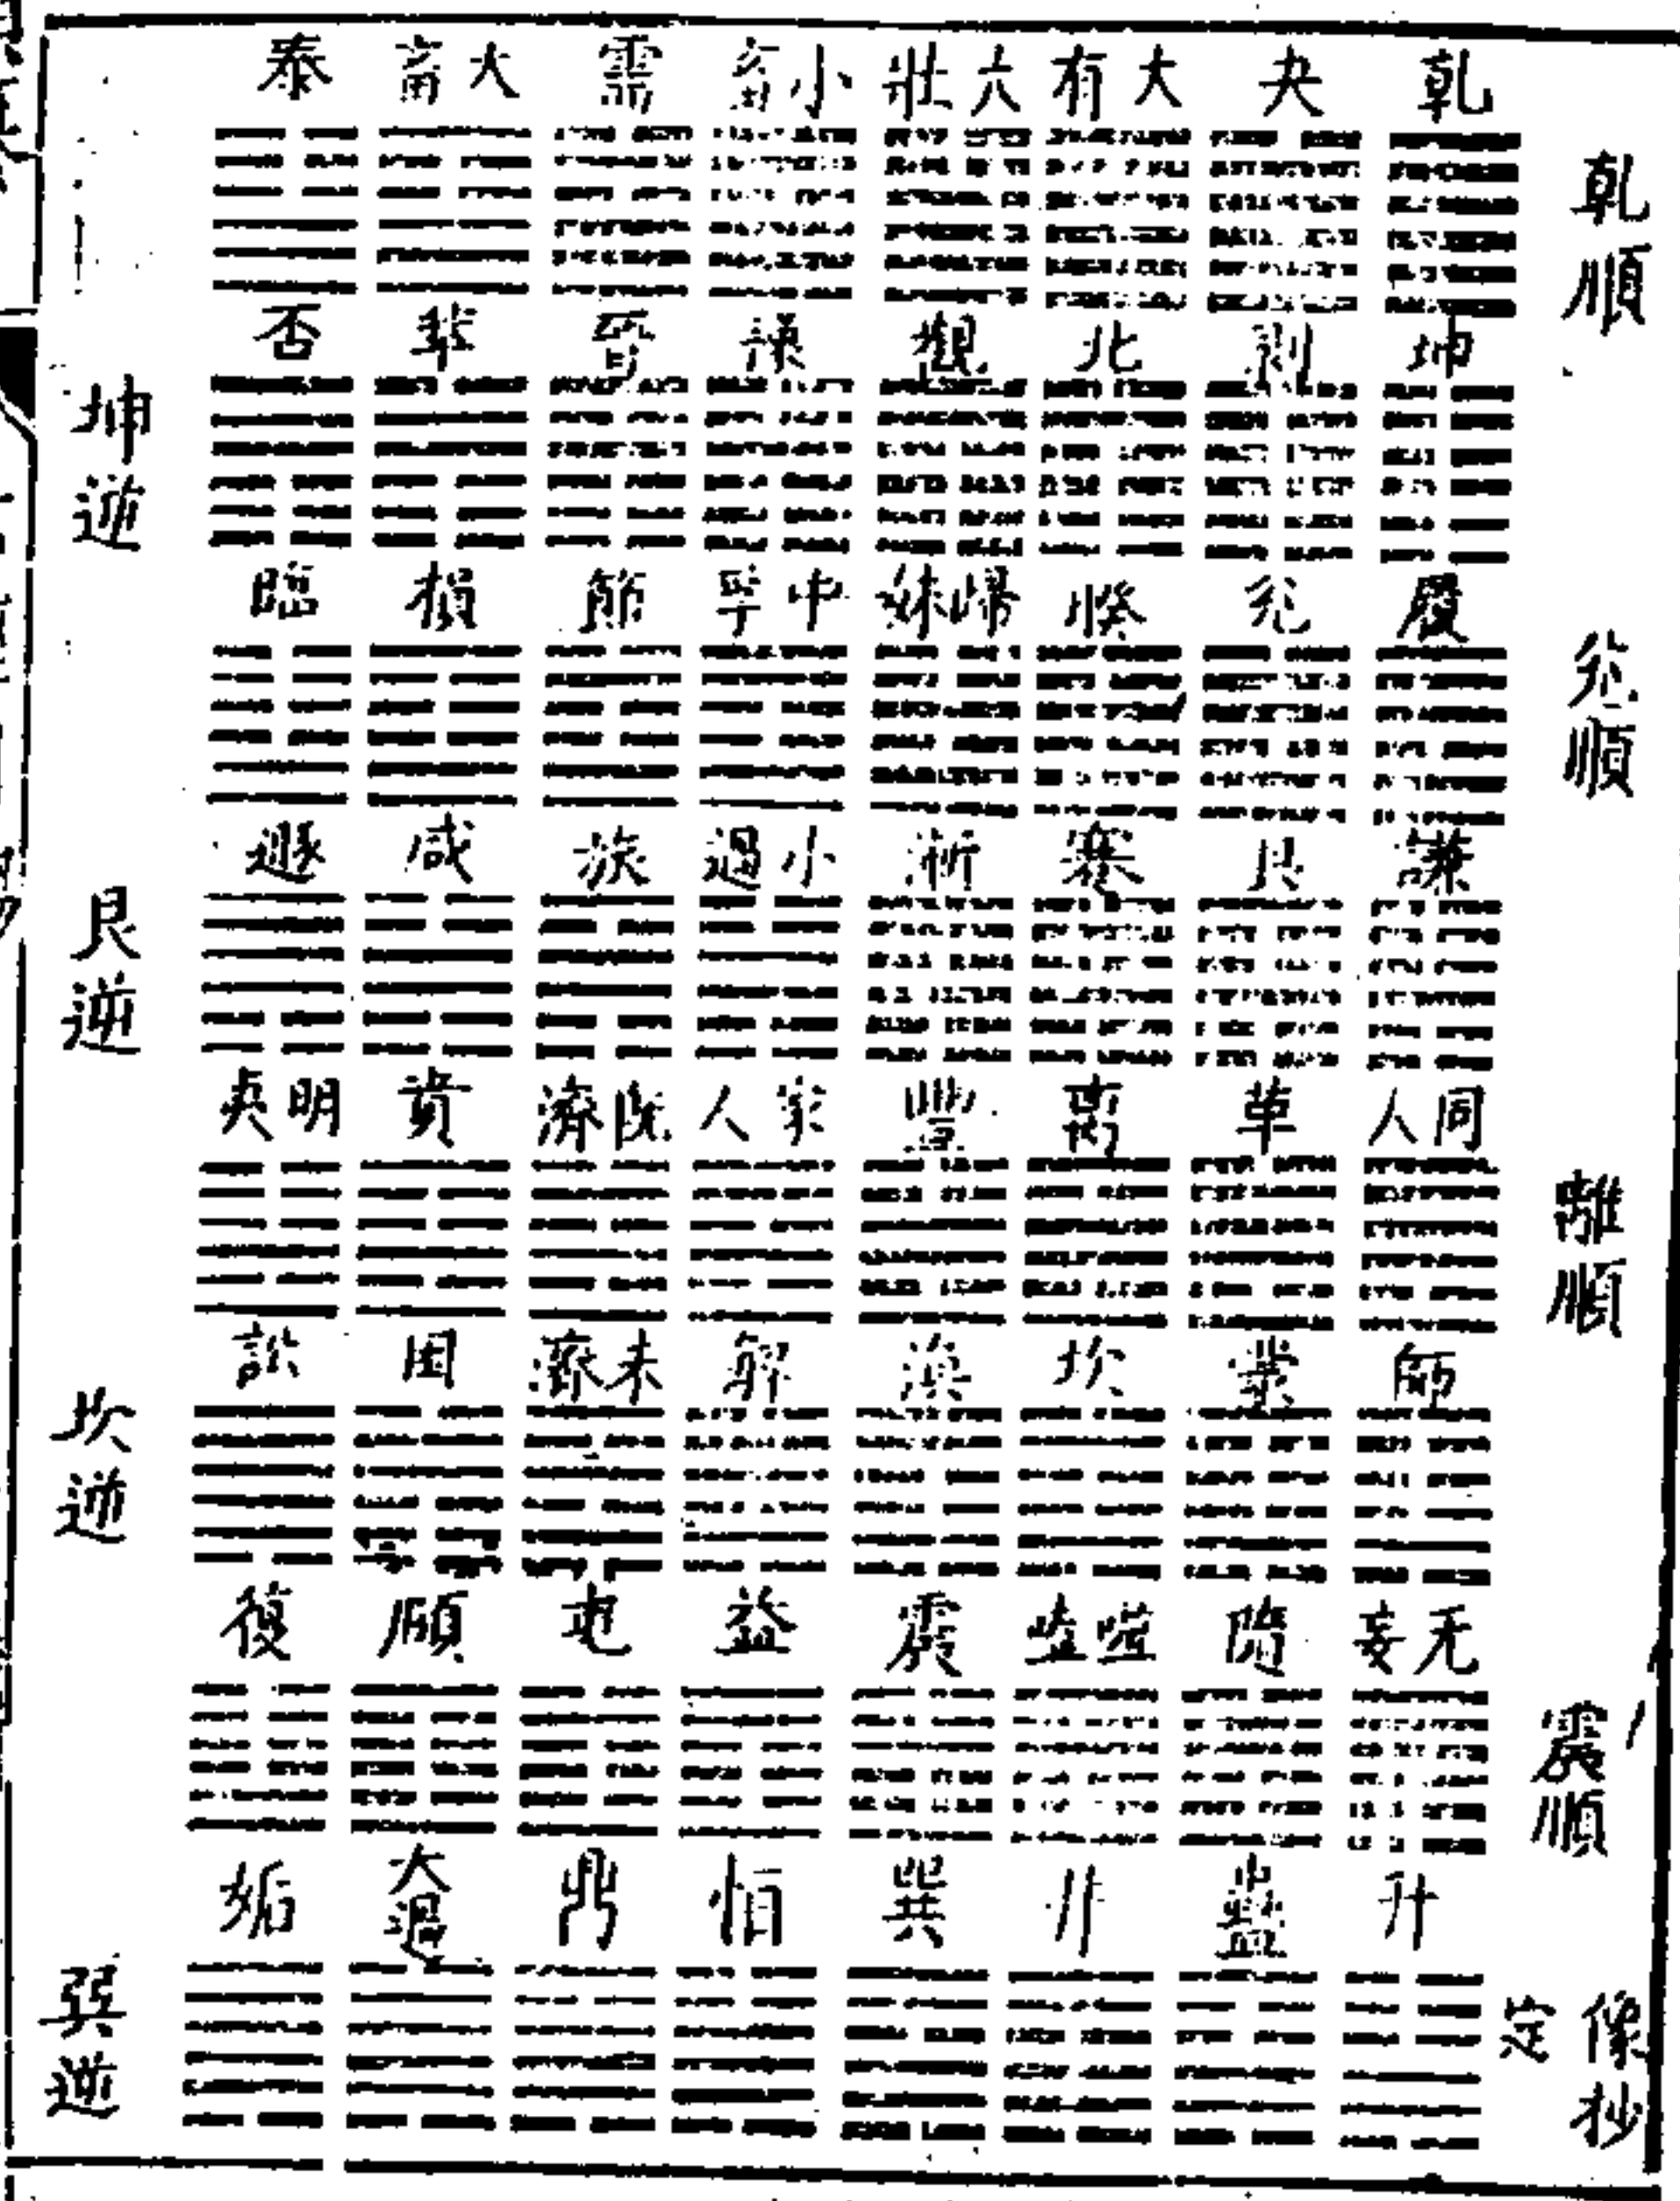 乾順
乾 夬 大有 大壯 小畜 需 大畜 泰
坤 剝 比 觀 豫 晉 萃 否
坤逆
兊順
履 兊 睽 歸妹 中孚 節 損 臨
謙 艮 蹇 漸 小過 旅 咸 遯
艮逆
離順
同人 革 离 豐 家人 既濟 賁 明夷
師 蒙 坎 渙 解 未濟 困 訟
坎逆
震順
无妄 隨 噬嗑 震 益 屯 頤 復
升 蠱 井 巽 恒 鼎 大過 姤
巽逆
像抄
定